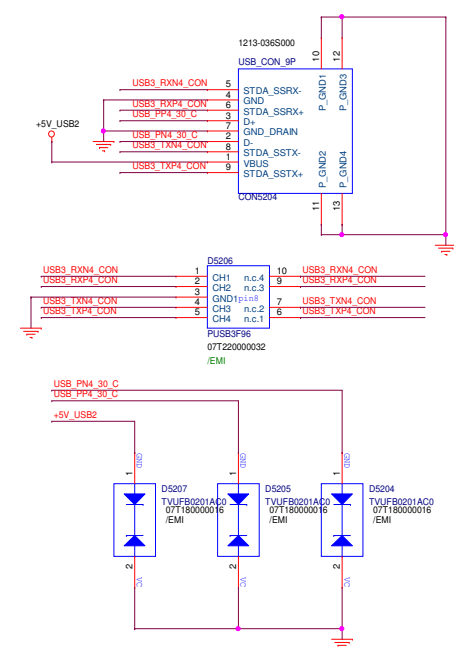 1213-036S000
USB_CON_9P
10
12
P_GND1
P_GND3
USB3_RXN4_CON 5 STDA_SSRX-
4 GND
USB3_RXP4_CON 6 STDA_SSRX+
USB_PP4_30_C 3 D+
+5V_USB2
7 GND_DRAIN
USB_PN4_30_C 2 D-
USB3_TXN4_CON 8 STDA_SSTX-
1 VBUS
USB3_TXP4_CON 9 STDA_SSTX+
P_GND2
P_GND4
CON5204
11
13
D5206
USB3_RXN4_CON 1 CH1 n.c.4 10 USB3_RXN4_CON
USB3_RXP4_CON 2 CH2 n.c.3 9 USB3_RXP4_CON
3 GND1 pin8
USB3_TXN4_CON 4 CH3 n.c.2 7 USB3_TXN4_CON
USB3_TXP4_CON 5 CH4 n.c.1 6 USB3_TXP4_CON
PUSB3F96
07T220000032
/EMI
USB_PN4_30_C
USB_PP4_30_C
+5V_USB2
GND GND GND
1 1 1
D5207 D5205 D5204
TVUFB0201AC0 TVUFB0201AC0 TVUFB0201AC0
07T180000016 07T180000016 07T180000016
/EMI /EMI /EMI
2 2 2
VC VC VC